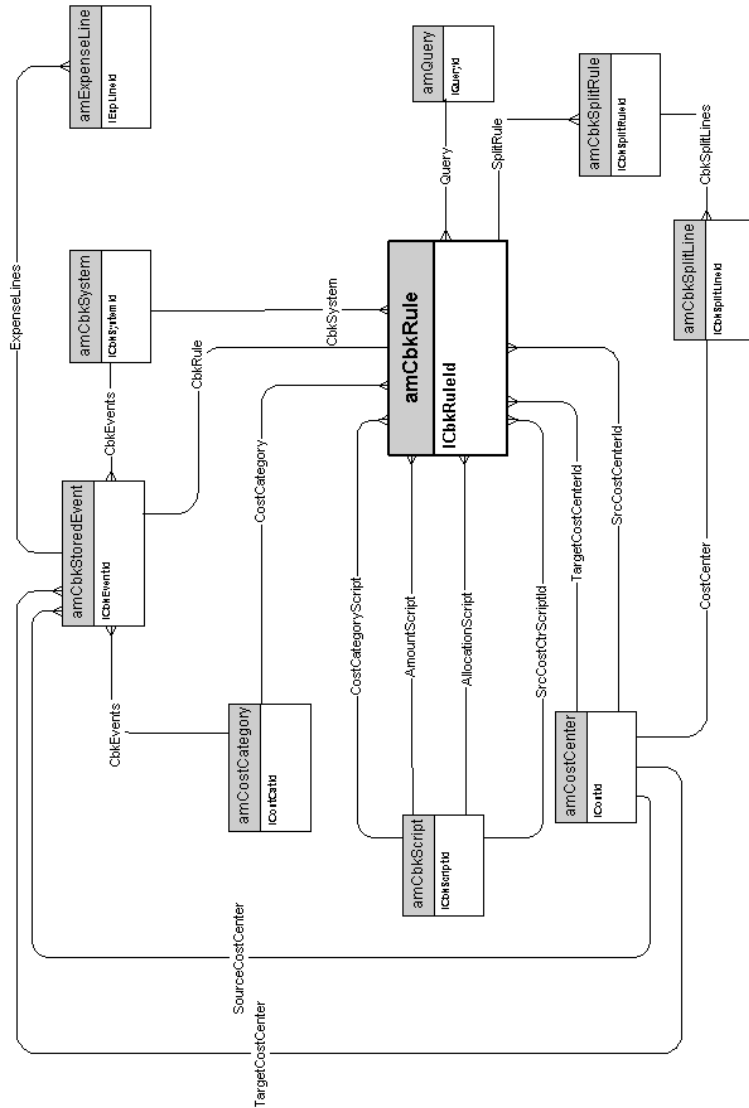 TargetCostCenter
SourceCostCenter
amCbkStoredEvent
lCbkEventId
ExpenseLines
amExpenseLine
lExpLineId
CbkEvents
CbkEvents
amCbkSystem
lCbkSystemId
CbkRule
amCostCategory
lCostCatId
CostCategory
CbkSystem
amCbkScript
lCbkScriptId
CostCategoryScript
AmountScript
AllocationScript
SrcCostCtrScriptId
amCbkRule
lCbkRuleId
Query
amQuery
lQueryId
SplitRule
amCostCenter
lCostId
TargetCostCenterId
SrcCostCenterId
amCbkSplitRule
lCbkSplitRuleId
CostCenter
amCbkSplitLine
lCbkSplitLineId
CbkSplitLines